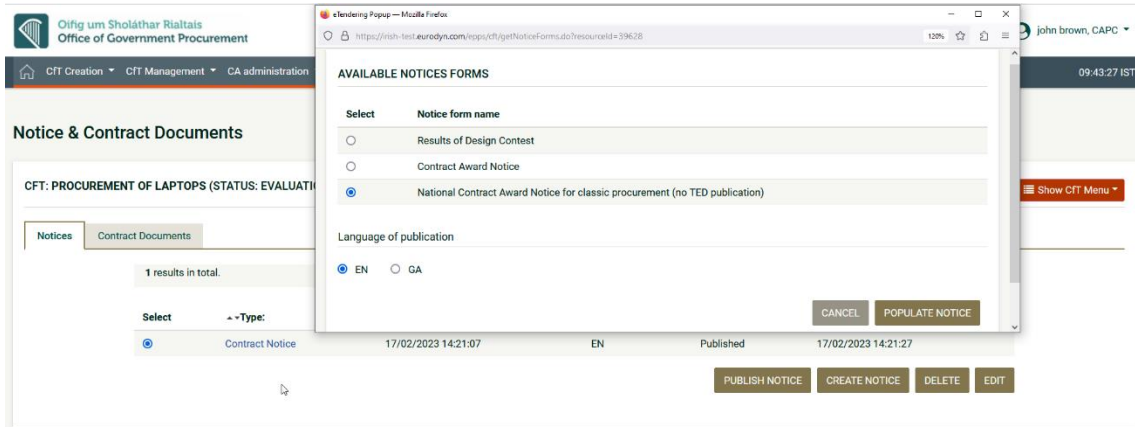 Oifig um Sholáthar Rialtais
Office of Government Procurement
eTendering Popup — Mozilla Firefox
https://irish-test.eurodyn.com/epps/cft/getNoticeForms.do?resourceId=39628
120%
john brown, CAPC
CfT Creation CfT Management CA administration
09:43:27 IST
AVAILABLE NOTICES FORMS
Select Notice form name
Results of Design Contest
Contract Award Notice
National Contract Award Notice for classic procurement (no TED publication)
Language of publication
EN GA
CANCEL POPULATE NOTICE
Notice & Contract Documents
CFT: PROCUREMENT OF LAPTOPS (STATUS: EVALUATI
Show CfT Menu
Notices Contract Documents
1 results in total.
Select Type:
Contract Notice 17/02/2023 14:21:07 EN Published 17/02/2023 14:21:27
PUBLISH NOTICE CREATE NOTICE DELETE EDIT